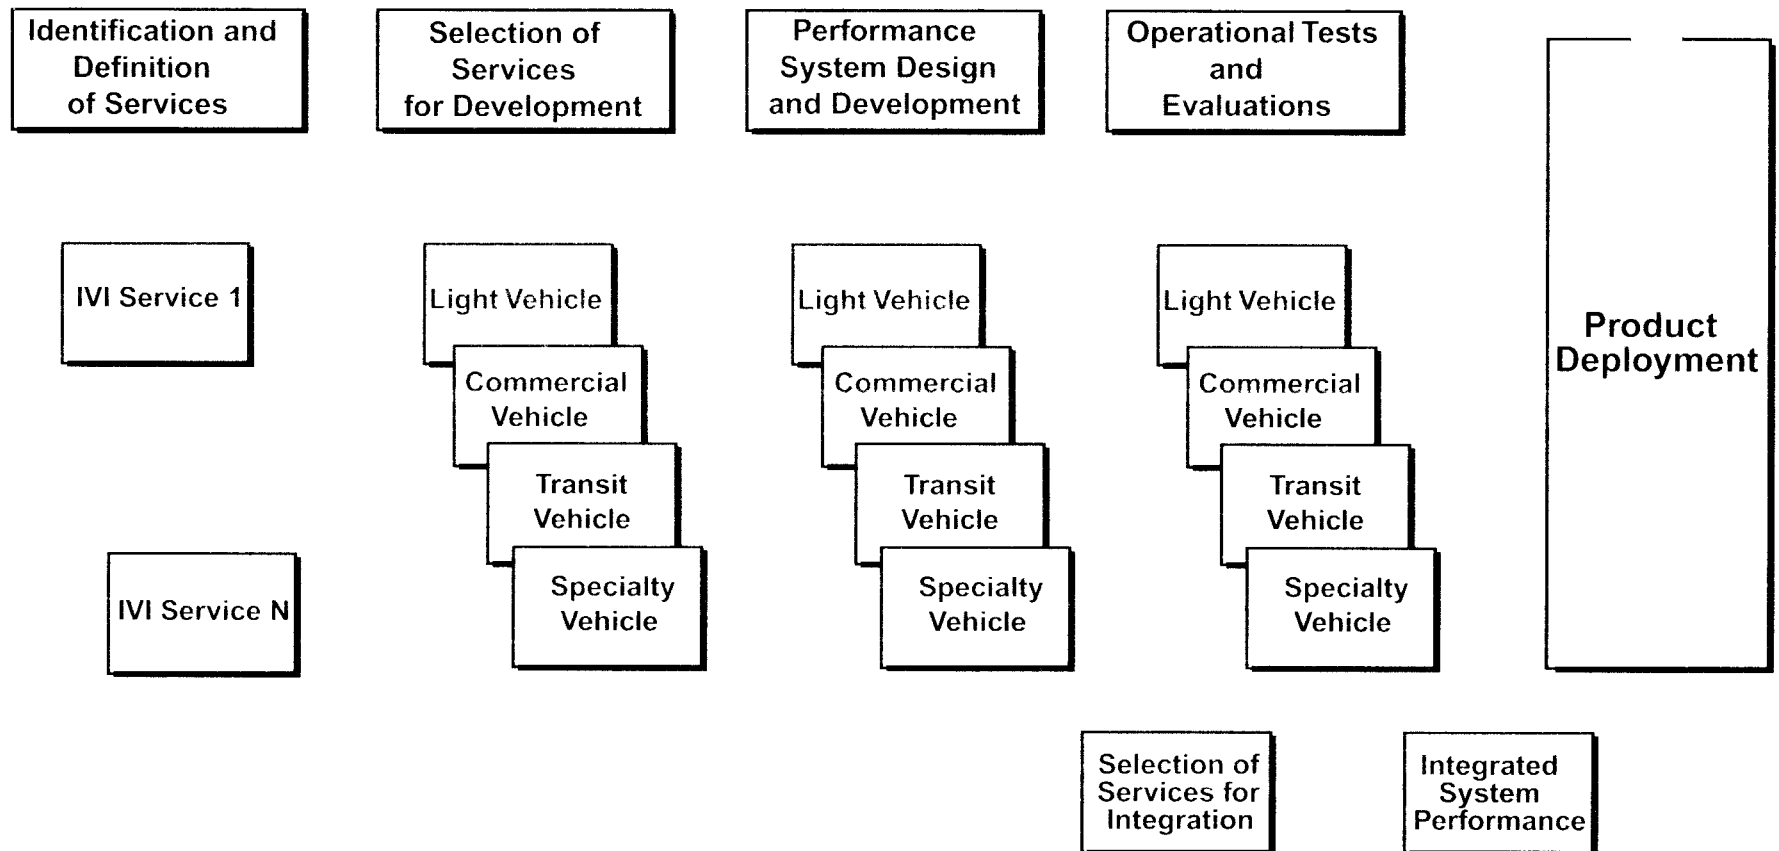 Identification and
Definition
of Services
Selection of
Services
for Development
Performance
System Design
and Development
Operational Tests
and
Evaluations
IVI Service 1
IVI Service N
Light Vehicle
Commercial
Vehicle
Transit
Vehicle
Specialty
Vehicle
Light Vehicle
Commercial
Vehicle
Transit
Vehicle
Specialty
Vehicle
Light Vehicle
Commercial
Vehicle
Transit
Vehicle
Specialty
Vehicle
Product
Deployment
Selection of
Services for
Integration
Integrated
System
Performance